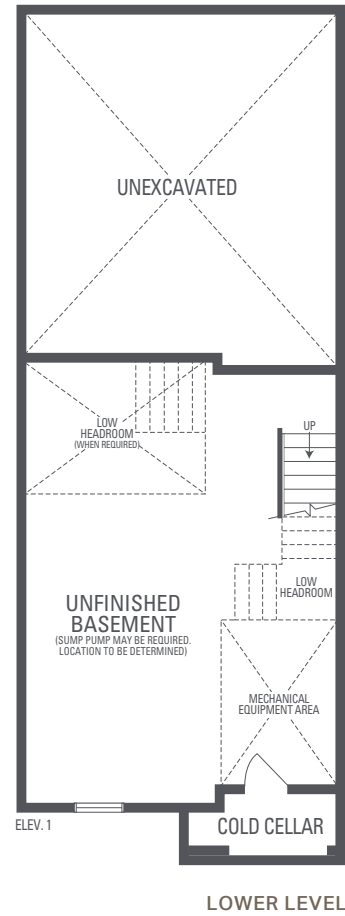 UNEXCAVATED
LOW
HEADROOM
(WHEN REQUIRED)
UP
LOW
HEADROOM
UNFINISHED
BASEMENT
(SUMP PUMP MAY BE REQUIRED.
LOCATION TO BE DETERMINED)
MECHANICAL
EQUIPMENT AREA
ELEV. 1
COLD CELLAR
LOWER LEVEL